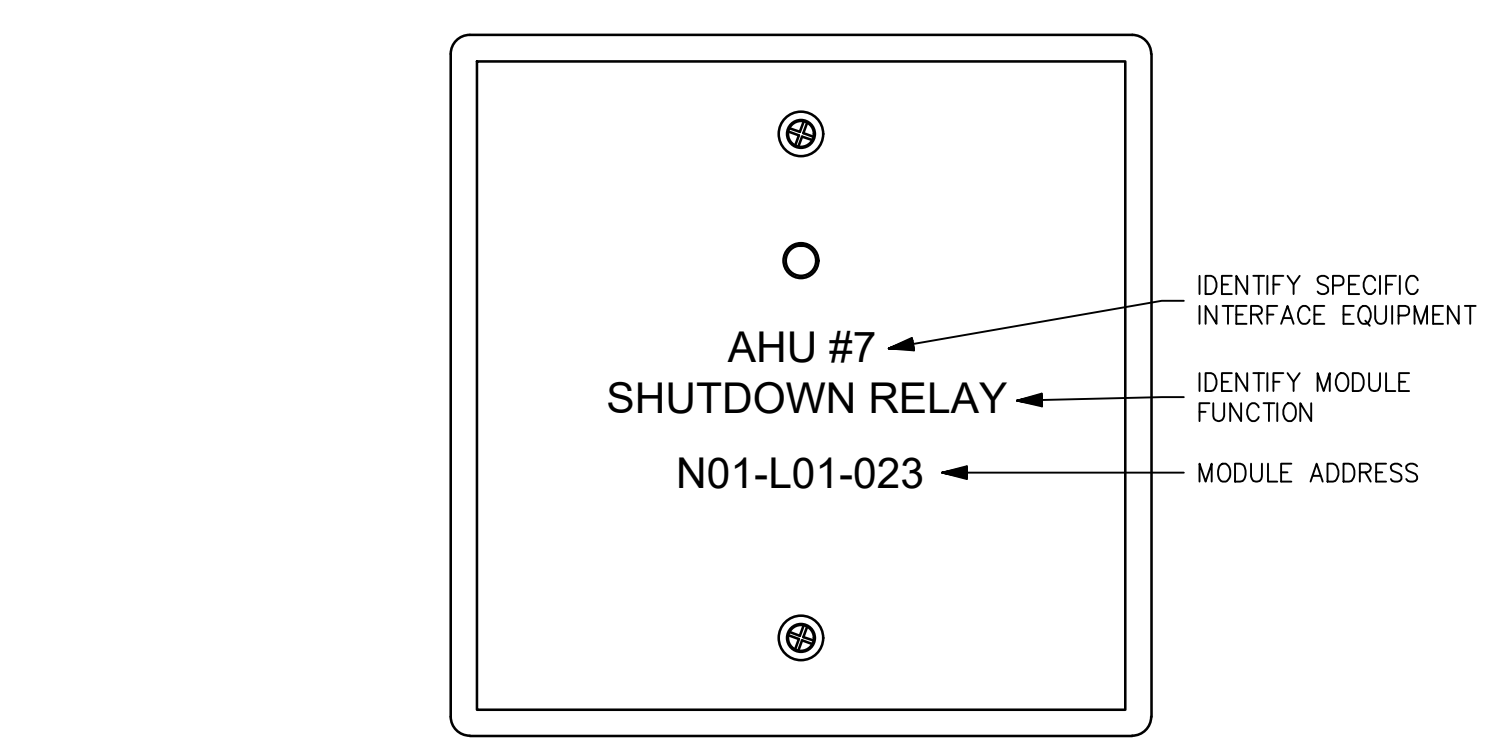 IDENTIFY SPECIFIC
INTERFACE EQUIPMENT
AHU #7
SHUTDOWN RELAY
IDENTIFY MODULE
FUNCTION
N01-L01-023
MODULE ADDRESS